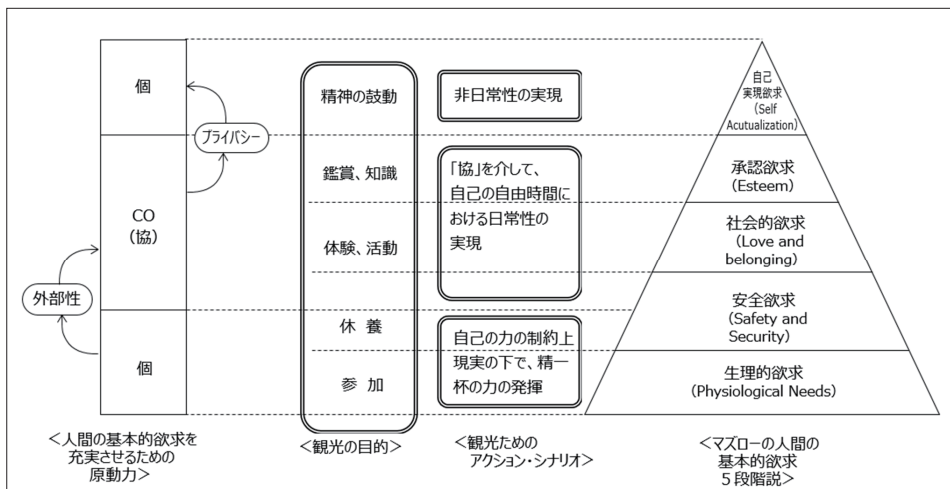 個
CO
（協）
個
プライバシー
外部性
精神の鼓動
鑑賞、知識
体験、活動
休 養
参 加
非日常性の実現
「協」を介して、
自己の自由時間に
おける日常性の
実現
自己の力の制約上
現実の下で、精一
杯の力の発揮
自己
実現欲求
（Self
Acutualization）
承認欲求
（Esteem）
社会的欲求
（Love and
belonging）
安全欲求
（Safety and
Security）
生理的欲求
（Physiological Needs）
＜人間の基本的欲求を
充実させるための
原動力＞
＜観光の目的＞
＜観光ための
アクション・シナリオ＞
＜マズローの人間の
基本的欲求
５段階説＞